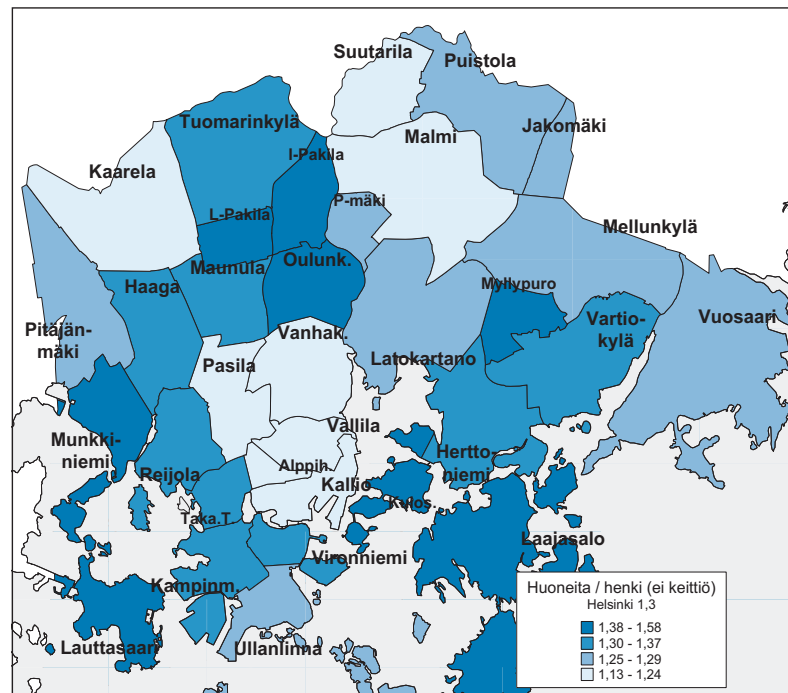 Suutarila
Puistola
Tuomarinkylä
Malmi
Jakomäki
I-Pakila
Kaarela
P-mäki
L-Pakila
Mellunkylä
Maunula
Oulunk.
Haaga
Myllypuro
Vartio-
kylä
Vuosaari
Pitäjän-
mäki
Vanhak.
Latokartano
Pasila
Vallila
Munkki-
niemi
Hertto-
niemi
Reijola
Alppih.
Kallio
Kulos.
Taka.T
Laajasalo
Vironniemi
Kampinm.
Lauttasaari
Ullanlinna
Huoneita / henki (ei keittiö)
Helsinki 1,3
1,38 - 1,58
1,30 - 1,37
1,25 - 1,29
1,13 - 1,24